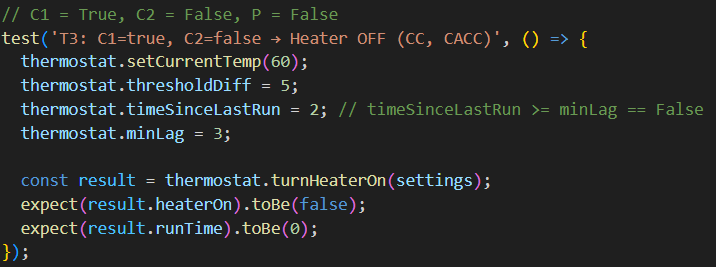 // C1 = True, C2 = False, P = False
test('T3: C1=true, C2=false → Heater OFF (CC, CACC)', () => {
  thermostat.setCurrentTemp(60);
  thermostat.thresholdDiff = 5;
  thermostat.timeSinceLastRun = 2; // timeSinceLastRun >= minLag == False
  thermostat.minLag = 3;

  const result = thermostat.turnHeaterOn(settings);
  expect(result.heaterOn).toBe(false);
  expect(result.runTime).toBe(0);
});